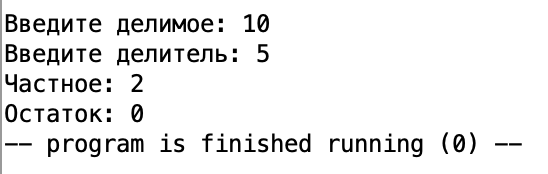 Введите делимое: 10
Введите делитель: 5
Частное: 2
Остаток: 0
-- program is finished running (0) --